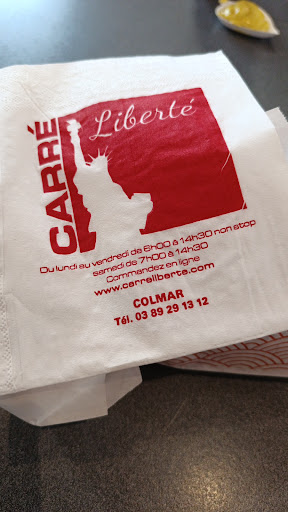 CARRÉ
Liberté
Du lundi au vendredi de 6h00 à 14h30 non stop
samedi de 7h00 à 14h30
Commandez en ligne
www.carreliberte.com
COLMAR
Tél. 03 89 29 13 12